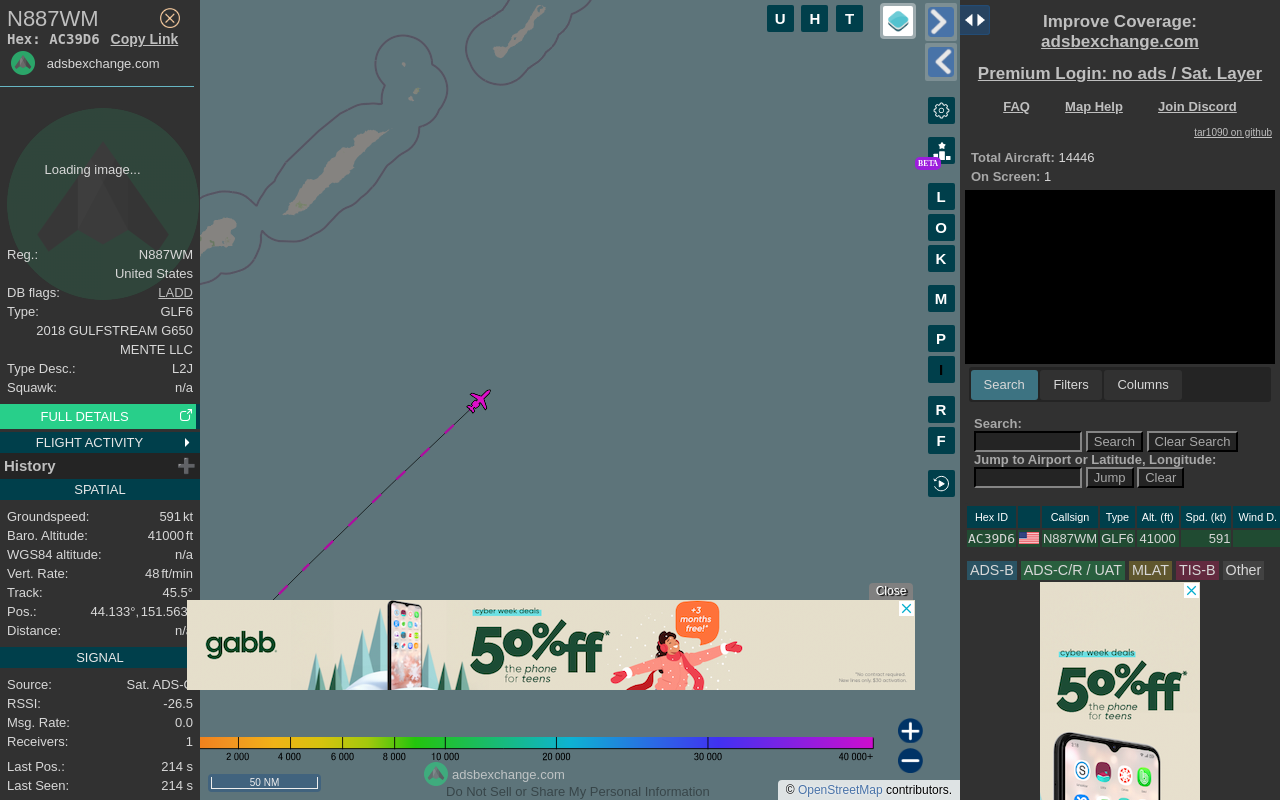 N887WM
Hex: AC39D6 Copy Link
adsbexchange.com
Loading image...
Reg.: N887WM
United States
DB flags: LADD
Type: GLF6
2018 GULFSTREAM G650
MENTE LLC
Type Desc.: L2J
Squawk: n/a
FULL DETAILS
FLIGHT ACTIVITY
History
SPATIAL
Groundspeed: 591 kt
Baro. Altitude: 41000 ft
WGS84 altitude: n/a
Vert. Rate: 48 ft/min
Track: 45.5°
Pos.: 44.133°, 151.563
Distance: n/
SIGNAL
Source: Sat. ADS-
RSSI: -26.5
Msg. Rate: 0.0
Receivers: 1
Last Pos.: 214 s
Last Seen: 214 s
U H T
BETA
L
O
K
M
P
I
R
F
Close
gabb
cyber week deals
50% off*
the phone
for teens
+3
months
free!*
*No contract required.
New lines only. $30 activation.
2 000 4 000 6 000 8 000 10 000 20 000 30 000 40 000+
50 NM
adsbexchange.com
Do Not Sell or Share My Personal Information
© OpenStreetMap contributors.
Improve Coverage:
adsbexchange.com
Premium Login: no ads / Sat. Layer
FAQ Map Help Join Discord
tar1090 on github
Total Aircraft: 14446
On Screen: 1
Search Filters Columns
Search:
Search Clear Search
Jump to Airport or Latitude, Longitude:
Jump Clear
Hex ID Callsign Type Alt. (ft) Spd. (kt) Wind D.
AC39D6 N887WM GLF6 41000 591
ADS-B ADS-C/R / UAT MLAT TIS-B Other
cyber week deals
50% off*
the phone
for teens